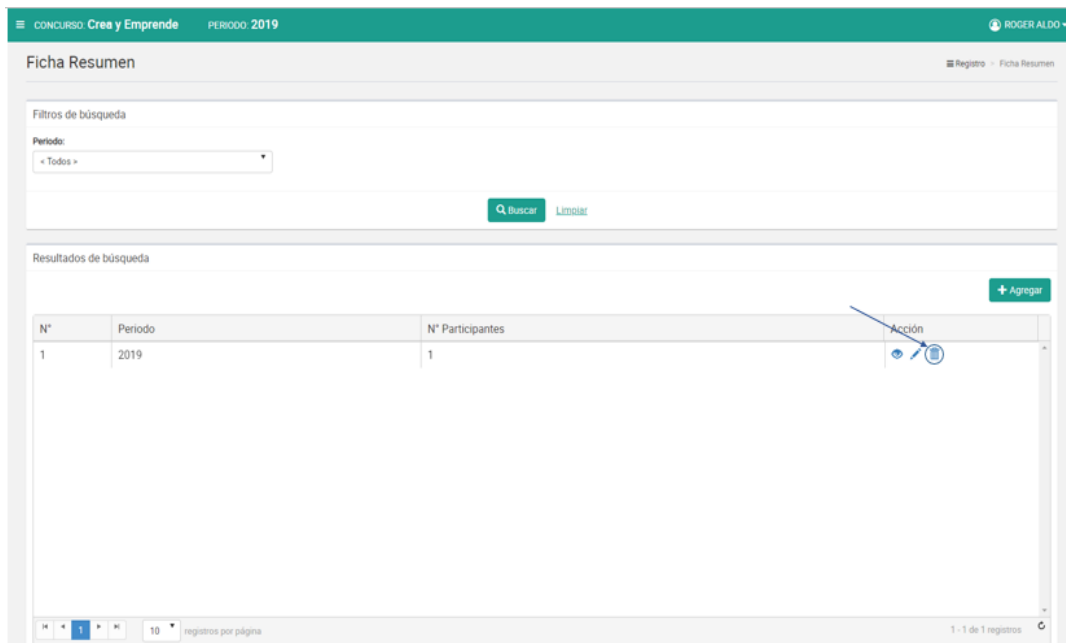 CONCURSO: Crea y Emprende PERIODO: 2019 ROGER ALDO
Ficha Resumen Registro > Ficha Resumen
Filtros de búsqueda
Periodo:
< Todos >
Buscar Limpiar
Resultados de búsqueda
+ Agregar
N° Periodo N° Participantes Acción
1 2019 1
1 10 registros por página 1 - 1 de 1 registros